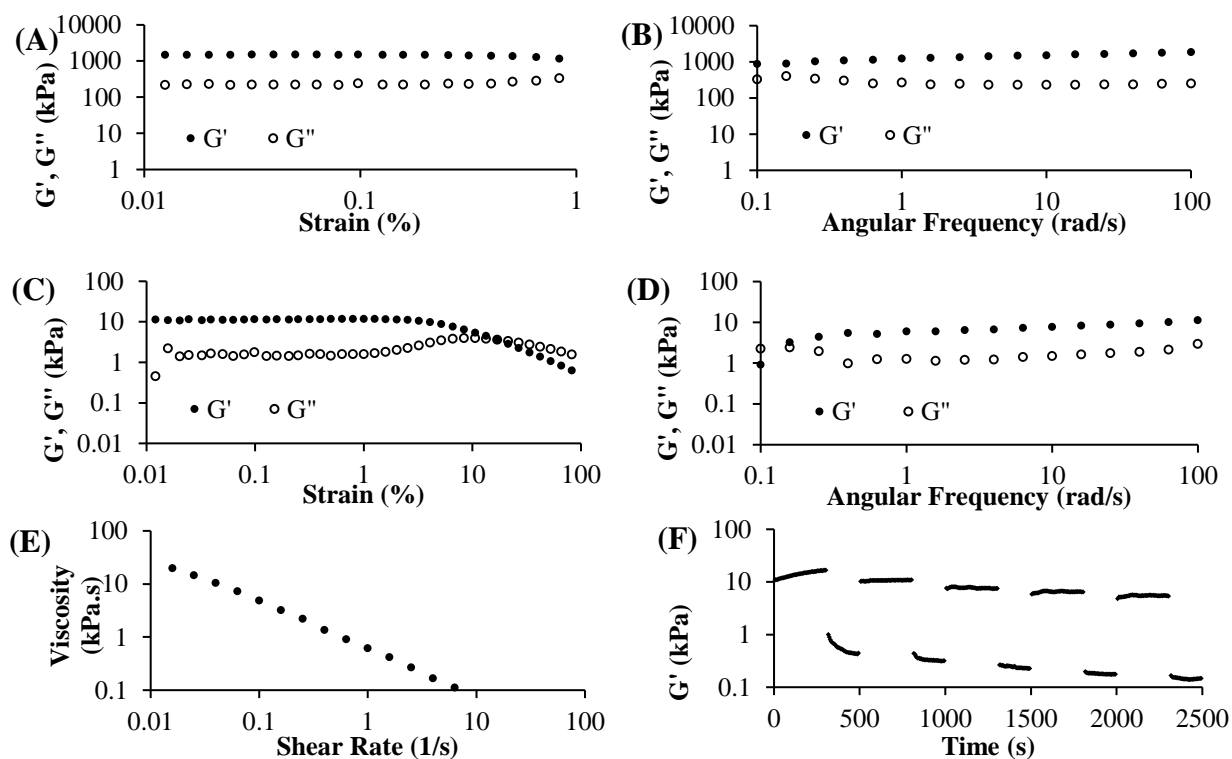 (A)
G', G'' (kPa)
10000
1000
100
10
1
G' G''
0.01 0.1 1
Strain (%)
(B)
G', G'' (kPa)
10000
1000
100
10
1
G' G''
0.1 1 10 100
Angular Frequency (rad/s)
(C)
G', G'' (kPa)
100
10
1
0.1
0.01
G' G''
0.01 0.1 1 10 100
Strain (%)
(D)
G', G'' (kPa)
100
10
1
0.1
0.01
G' G''
0.1 1 10 100
Angular Frequency (rad/s)
(E)
Viscosity
(kPa.s)
100
10
1
0.1
0.01 0.1 1 10 100
Shear Rate (1/s)
(F)
G' (kPa)
100
10
1
0.1
0 500 1000 1500 2000 2500
Time (s)